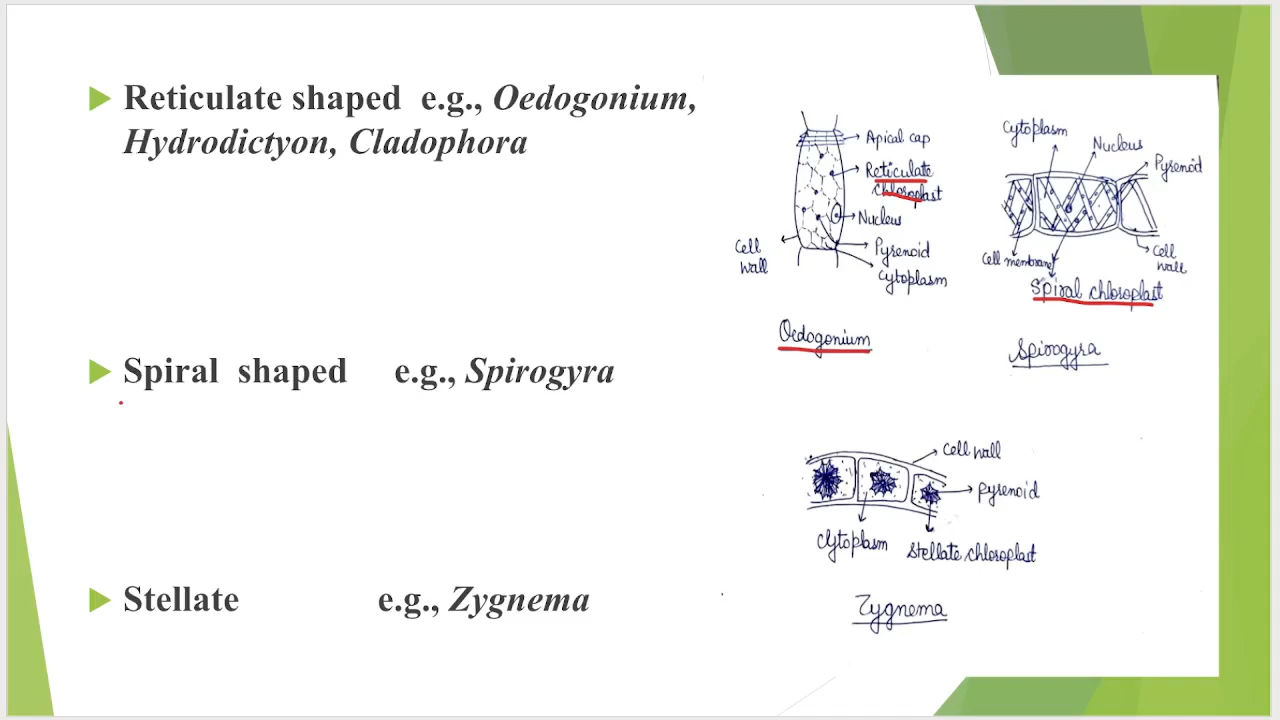 Reticulate shaped e.g., Oedogonium,
Hydrodictyon, Cladophora
Spiral shaped e.g., Spirogyra
Stellate e.g., Zygnema
Apical cap
Reticulate
chloroplast
Nucleus
Pyrenoid
Cytoplasm
Cell
wall
Oedogonium
Cytoplasm
Nucleus
Pyrenoid
Cell membrane
Cell
wall
Spiral chloroplast
Spirogyra
Cell wall
Pyrenoid
Cytoplasm
Stellate chloroplast
Zygnema